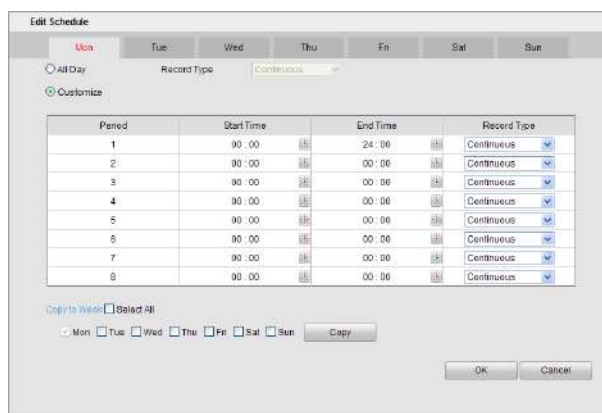 Edit Schedule
Mon Tue Wed Thu Fri Sat Sun
All Day Record Type Continuous
Customize
Period Start Time End Time Record Type
1 00 : 00 24 : 00 Continuous
2 00 : 00 00 : 00 Continuous
3 00 : 00 00 : 00 Continuous
4 00 : 00 00 : 00 Continuous
5 00 : 00 00 : 00 Continuous
6 00 : 00 00 : 00 Continuous
7 00 : 00 00 : 00 Continuous
8 00 : 00 00 : 00 Continuous
Copy to Week Select All
Mon Tue Wed Thu Fri Sat Sun Copy
OK Cancel